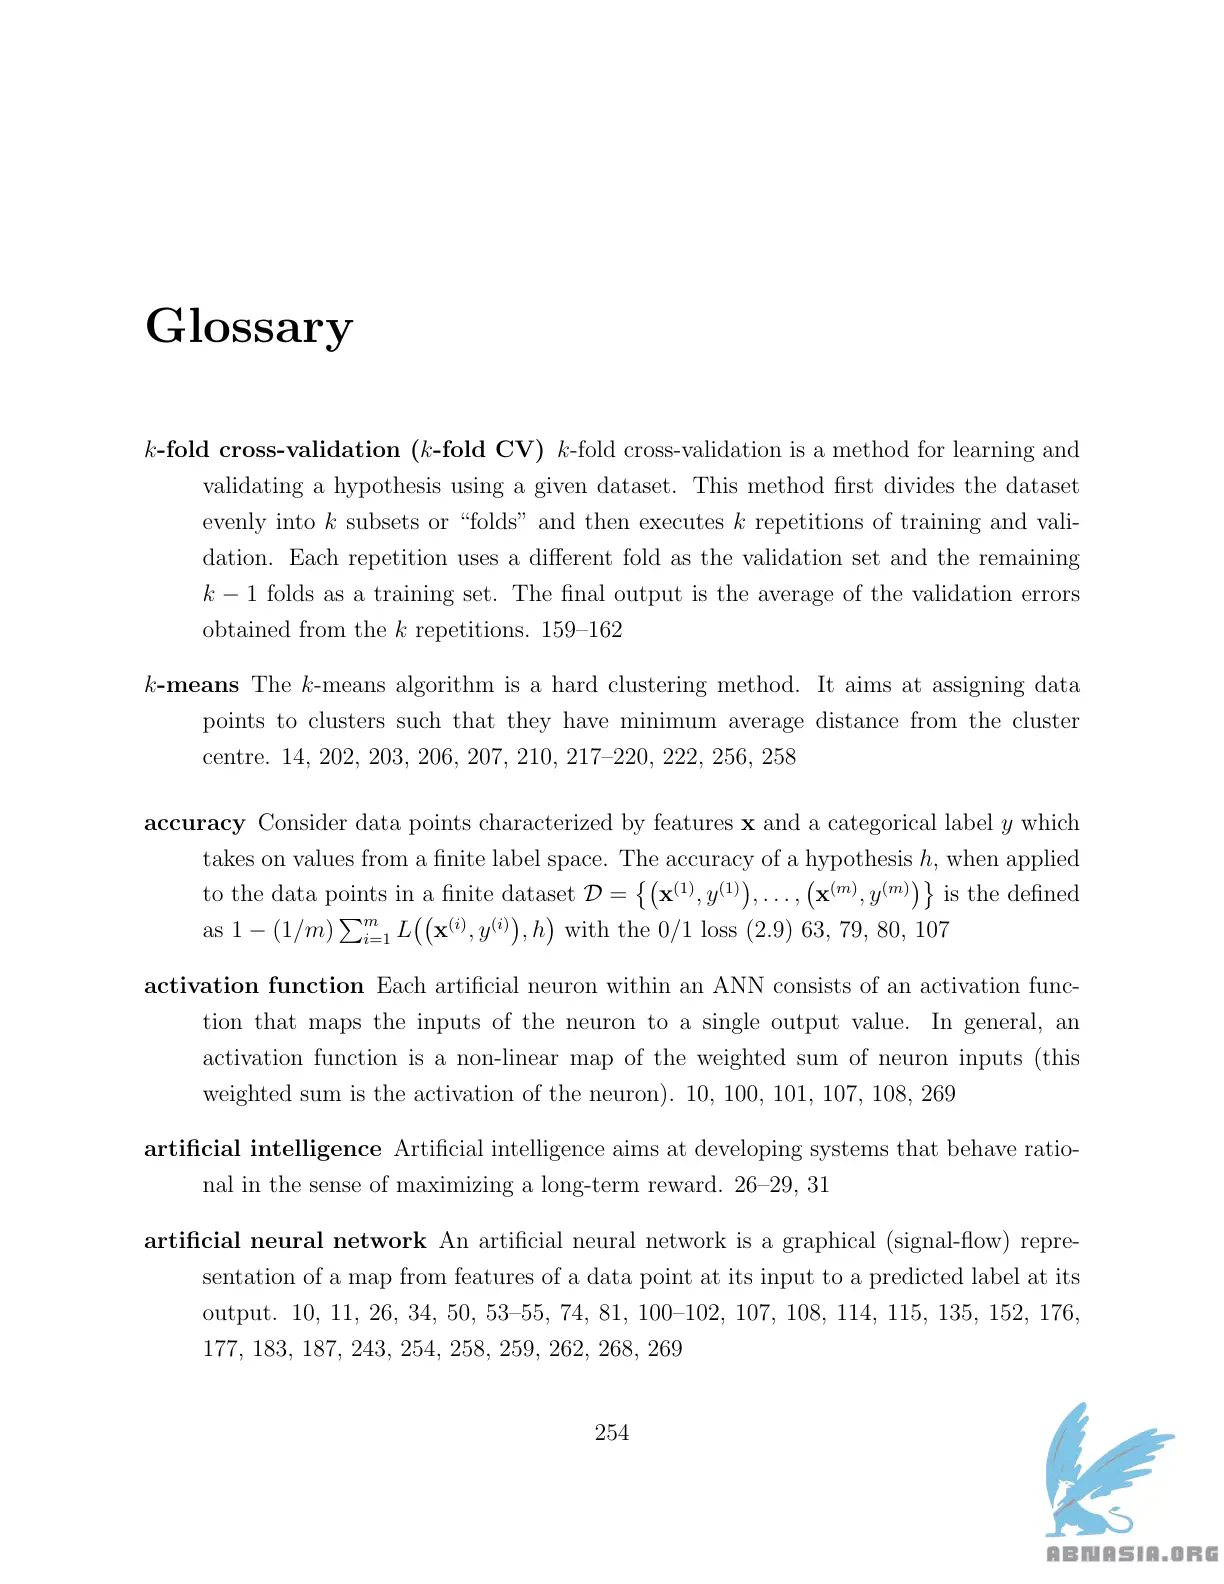 Glossary
k-fold cross-validation (k-fold CV) k-fold cross-validation is a method for learning and
validating a hypothesis using a given dataset. This method first divides the dataset
evenly into k subsets or “folds” and then executes k repetitions of training and vali-
dation. Each repetition uses a different fold as the validation set and the remaining
k − 1 folds as a training set. The final output is the average of the validation errors
obtained from the k repetitions. 159–162
k-means The k-means algorithm is a hard clustering method. It aims at assigning data
points to clusters such that they have minimum average distance from the cluster
centre. 14, 202, 203, 206, 207, 210, 217–220, 222, 256, 258
accuracy Consider data points characterized by features x and a categorical label y which
takes on values from a finite label space. The accuracy of a hypothesis h, when applied
to the data points in a finite dataset D = {(x^(1), y^(1)), . . . , (x^(m), y^(m))} is the defined
as 1 − (1/m) ∑_{i=1}^m L((x^(i), y^(i)), h) with the 0/1 loss (2.9) 63, 79, 80, 107
activation function Each artificial neuron within an ANN consists of an activation func-
tion that maps the inputs of the neuron to a single output value. In general, an
activation function is a non-linear map of the weighted sum of neuron inputs (this
weighted sum is the activation of the neuron). 10, 100, 101, 107, 108, 269
artificial intelligence Artificial intelligence aims at developing systems that behave ratio-
nal in the sense of maximizing a long-term reward. 26–29, 31
artificial neural network An artificial neural network is a graphical (signal-flow) repre-
sentation of a map from features of a data point at its input to a predicted label at its
output. 10, 11, 26, 34, 50, 53–55, 74, 81, 100–102, 107, 108, 114, 115, 135, 152, 176,
177, 183, 187, 243, 254, 258, 259, 262, 268, 269
254
ABNASIA.ORG